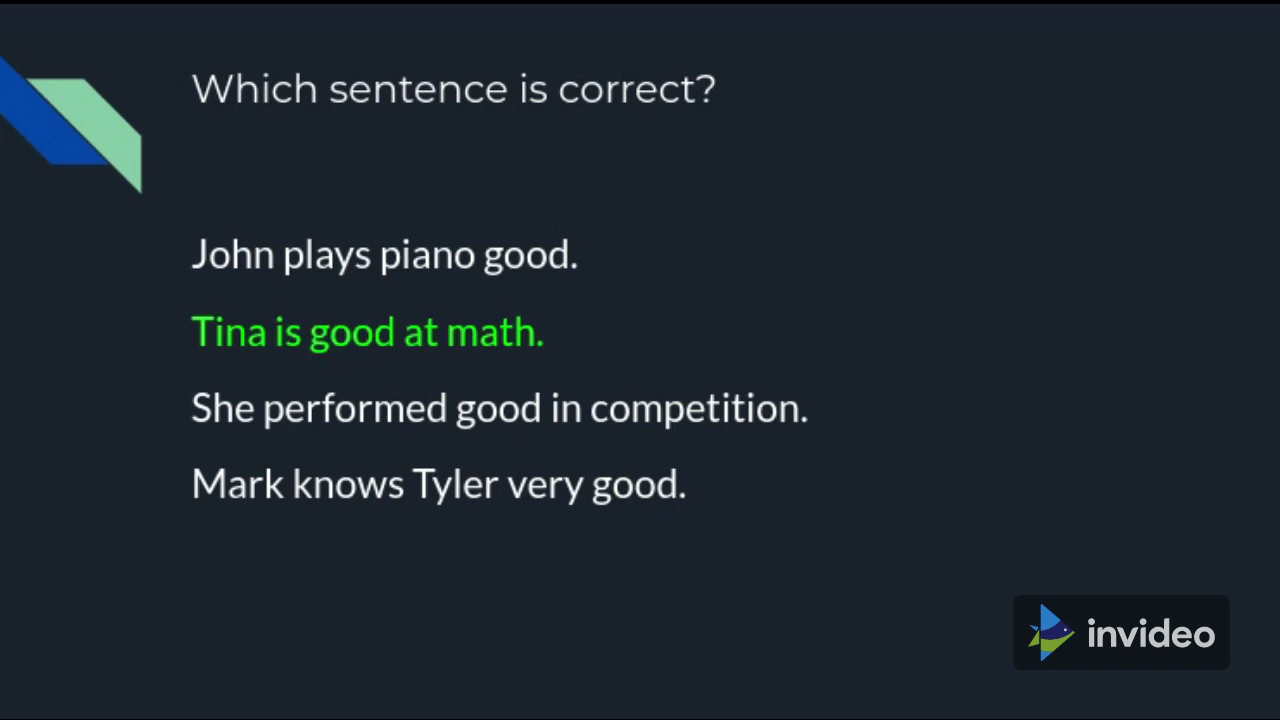 Which sentence is correct?
John plays piano good.
Tina is good at math.
She performed good in competition.
Mark knows Tyler very good.
invideo